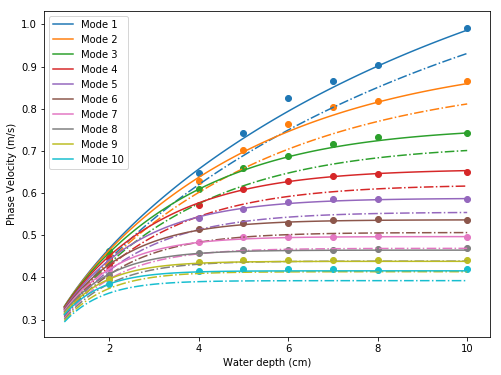 1.0
0.9
0.8
0.7
0.6
0.5
0.4
0.3
Phase Velocity (m/s)
Mode 1
Mode 2
Mode 3
Mode 4
Mode 5
Mode 6
Mode 7
Mode 8
Mode 9
Mode 10
2 4 6 8 10
Water depth (cm)